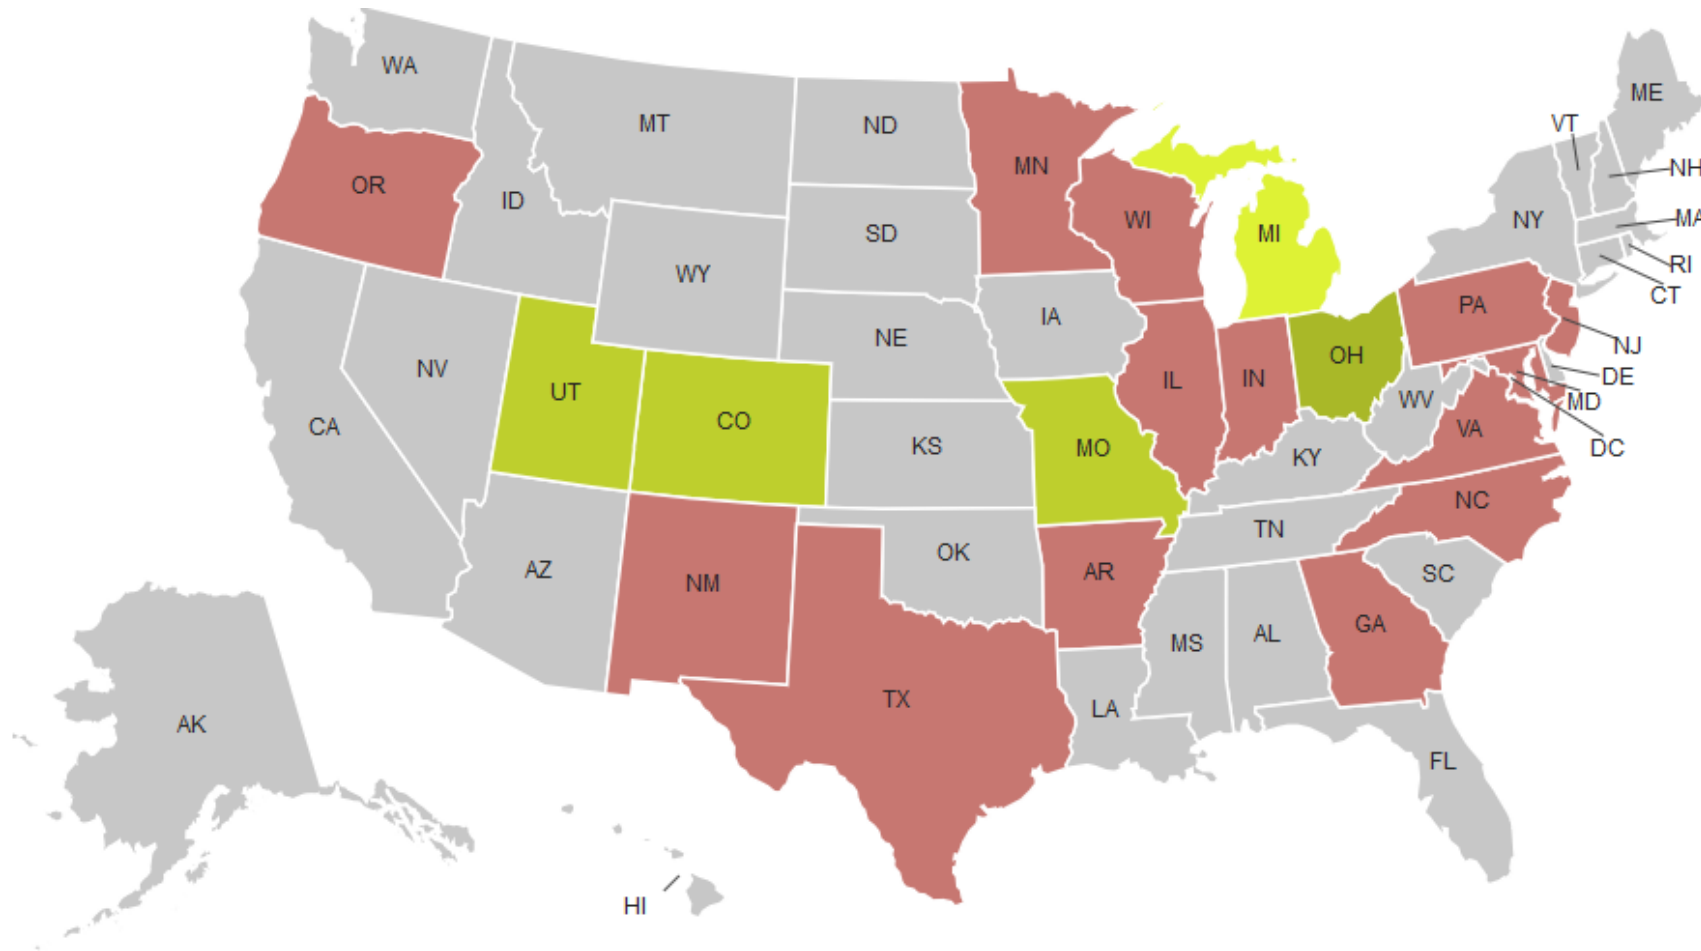 WA
MT
ND
MN
ME
VT
NH
OR
ID
SD
WI
MI
NY
MA
RI
CT
WY
IA
PA
NE
NJ
NV
UT
CO
IL
IN
OH
DE
MD
WV
DC
CA
KS
MO
KY
VA
NC
TN
OK
AZ
NM
AR
SC
MS
AL
GA
TX
LA
AK
FL
HI